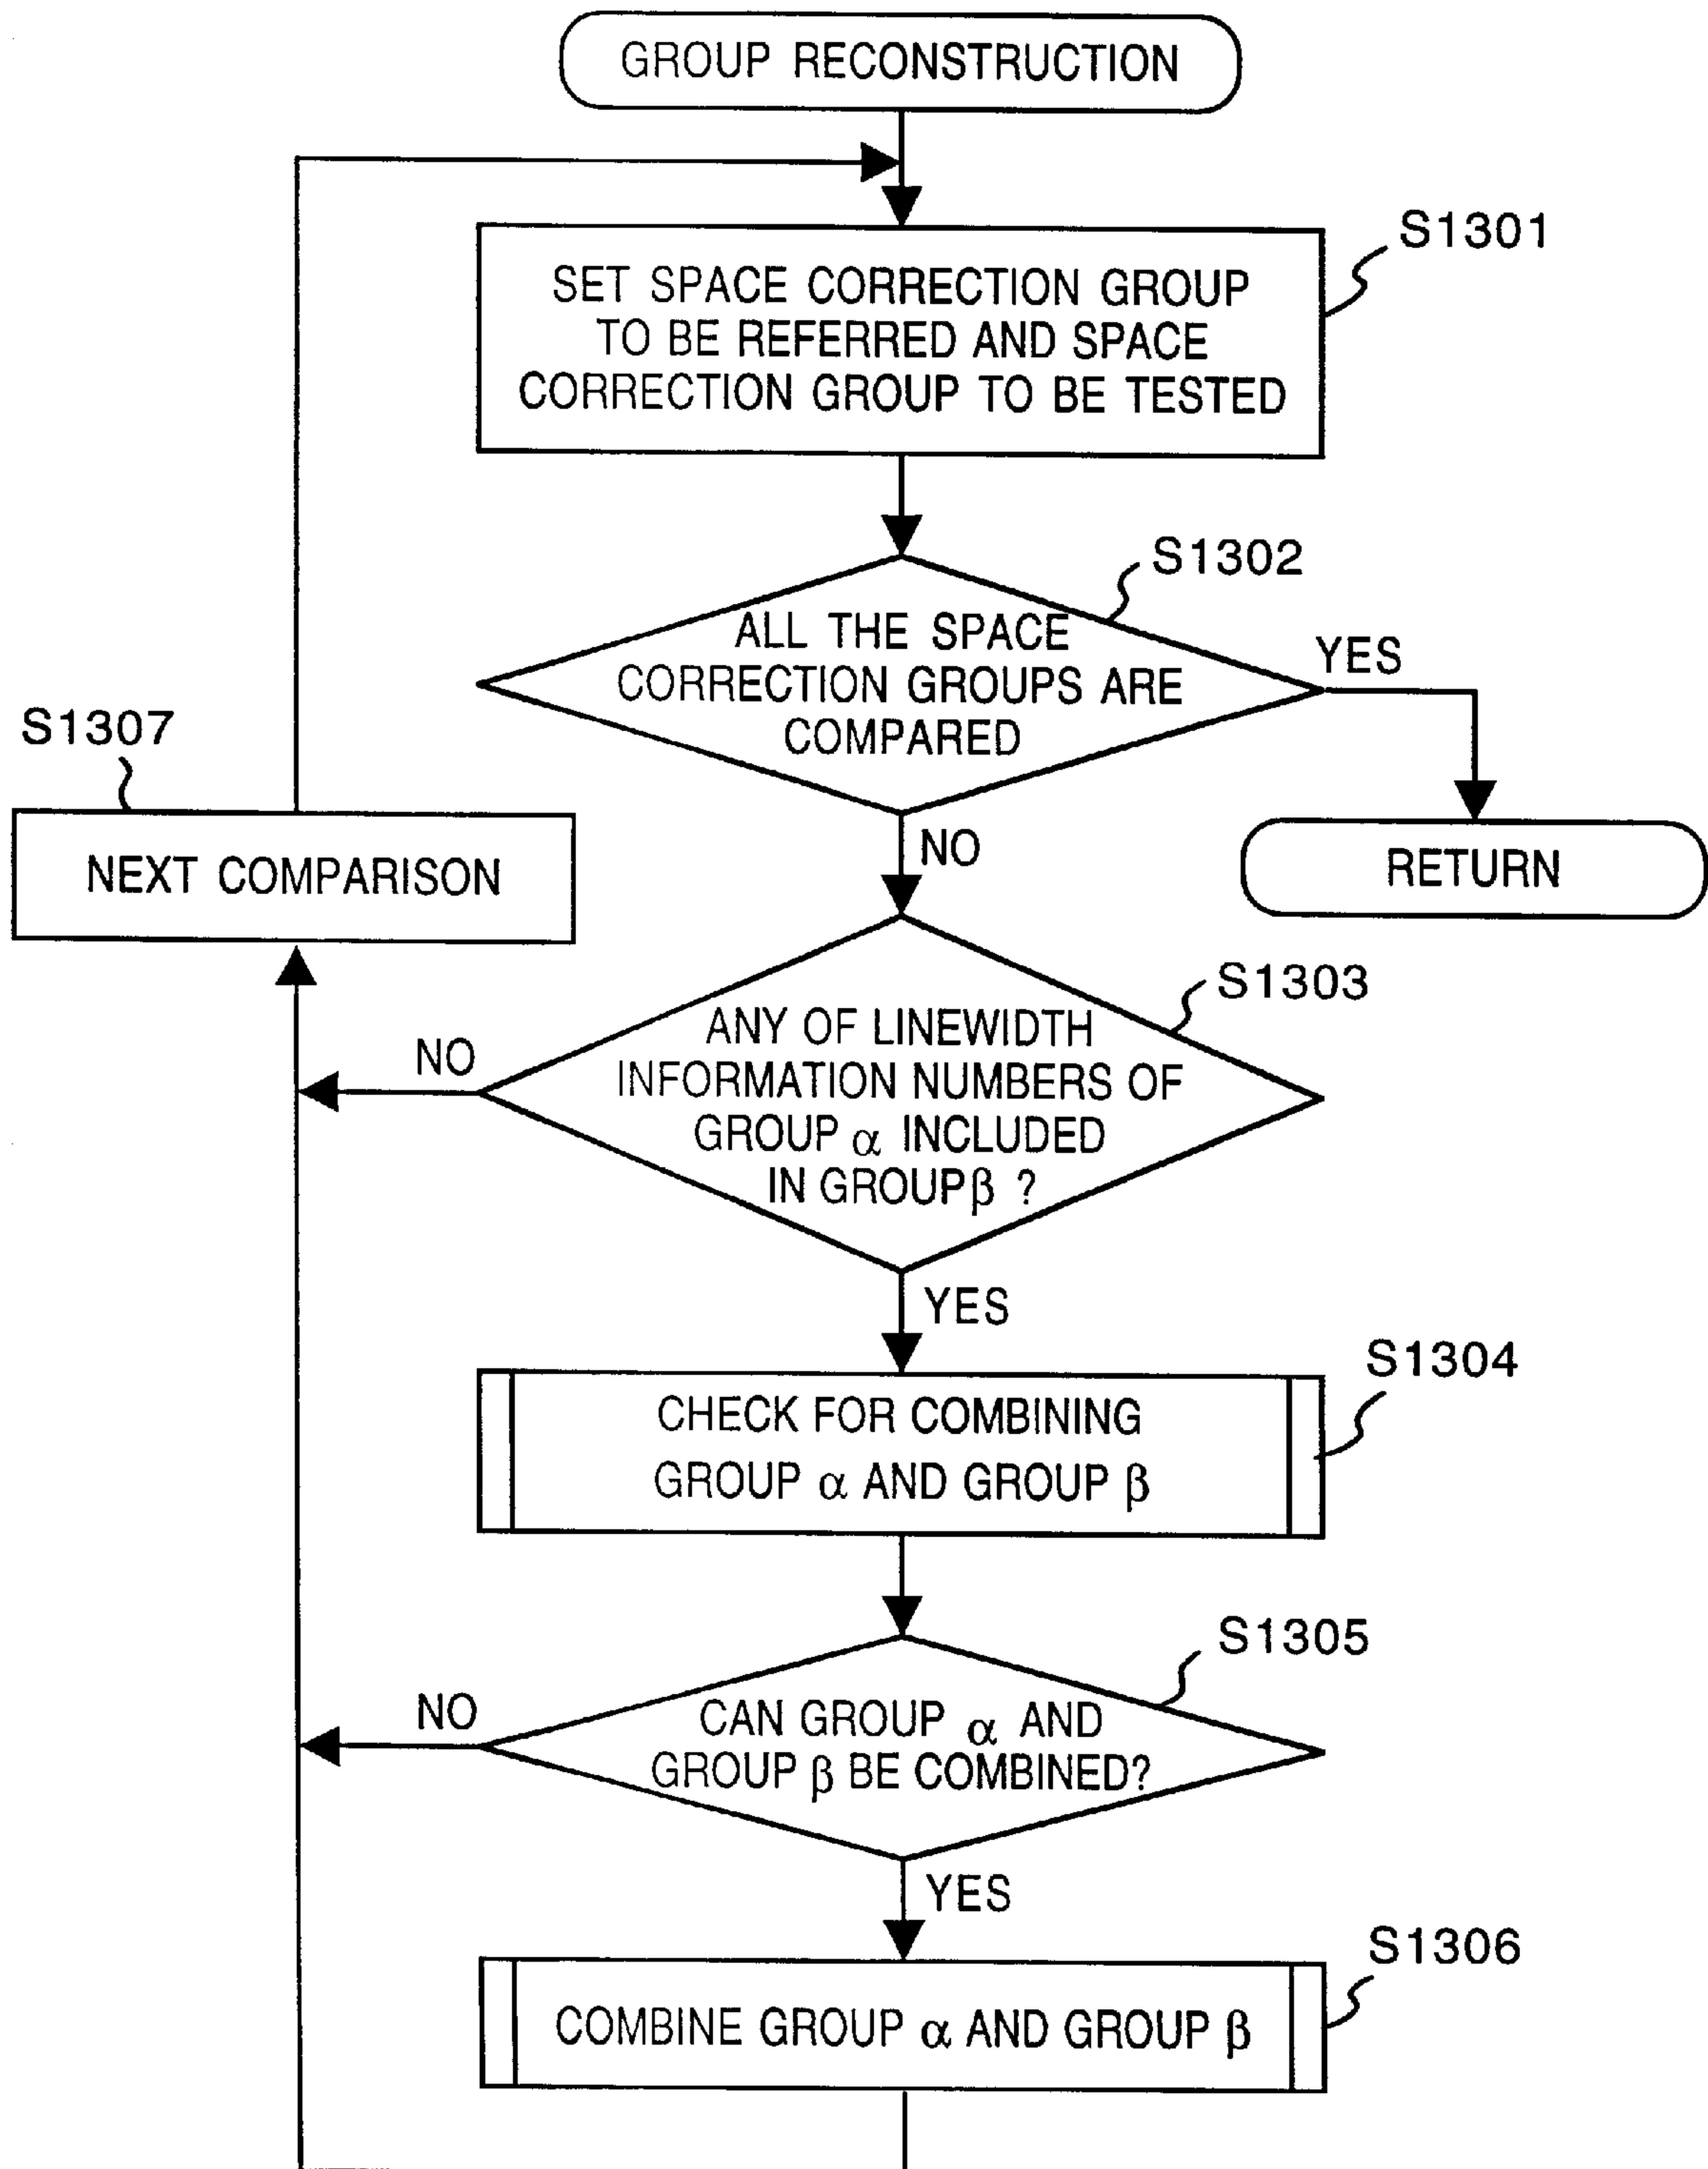 GROUP RECONSTRUCTION
S1301
SET SPACE CORRECTION GROUP
TO BE REFERRED AND SPACE
CORRECTION GROUP TO BE TESTED
S1302
ALL THE SPACE
CORRECTION GROUPS ARE
COMPARED
YES
S1307
NEXT COMPARISON
NO
RETURN
S1303
ANY OF LINEWIDTH
INFORMATION NUMBERS OF
GROUP α INCLUDED
IN GROUPβ ?
NO
YES
S1304
CHECK FOR COMBINING
GROUP α AND GROUP β
S1305
NO
CAN GROUP α AND
GROUP β BE COMBINED?
YES
S1306
COMBINE GROUP α AND GROUP β